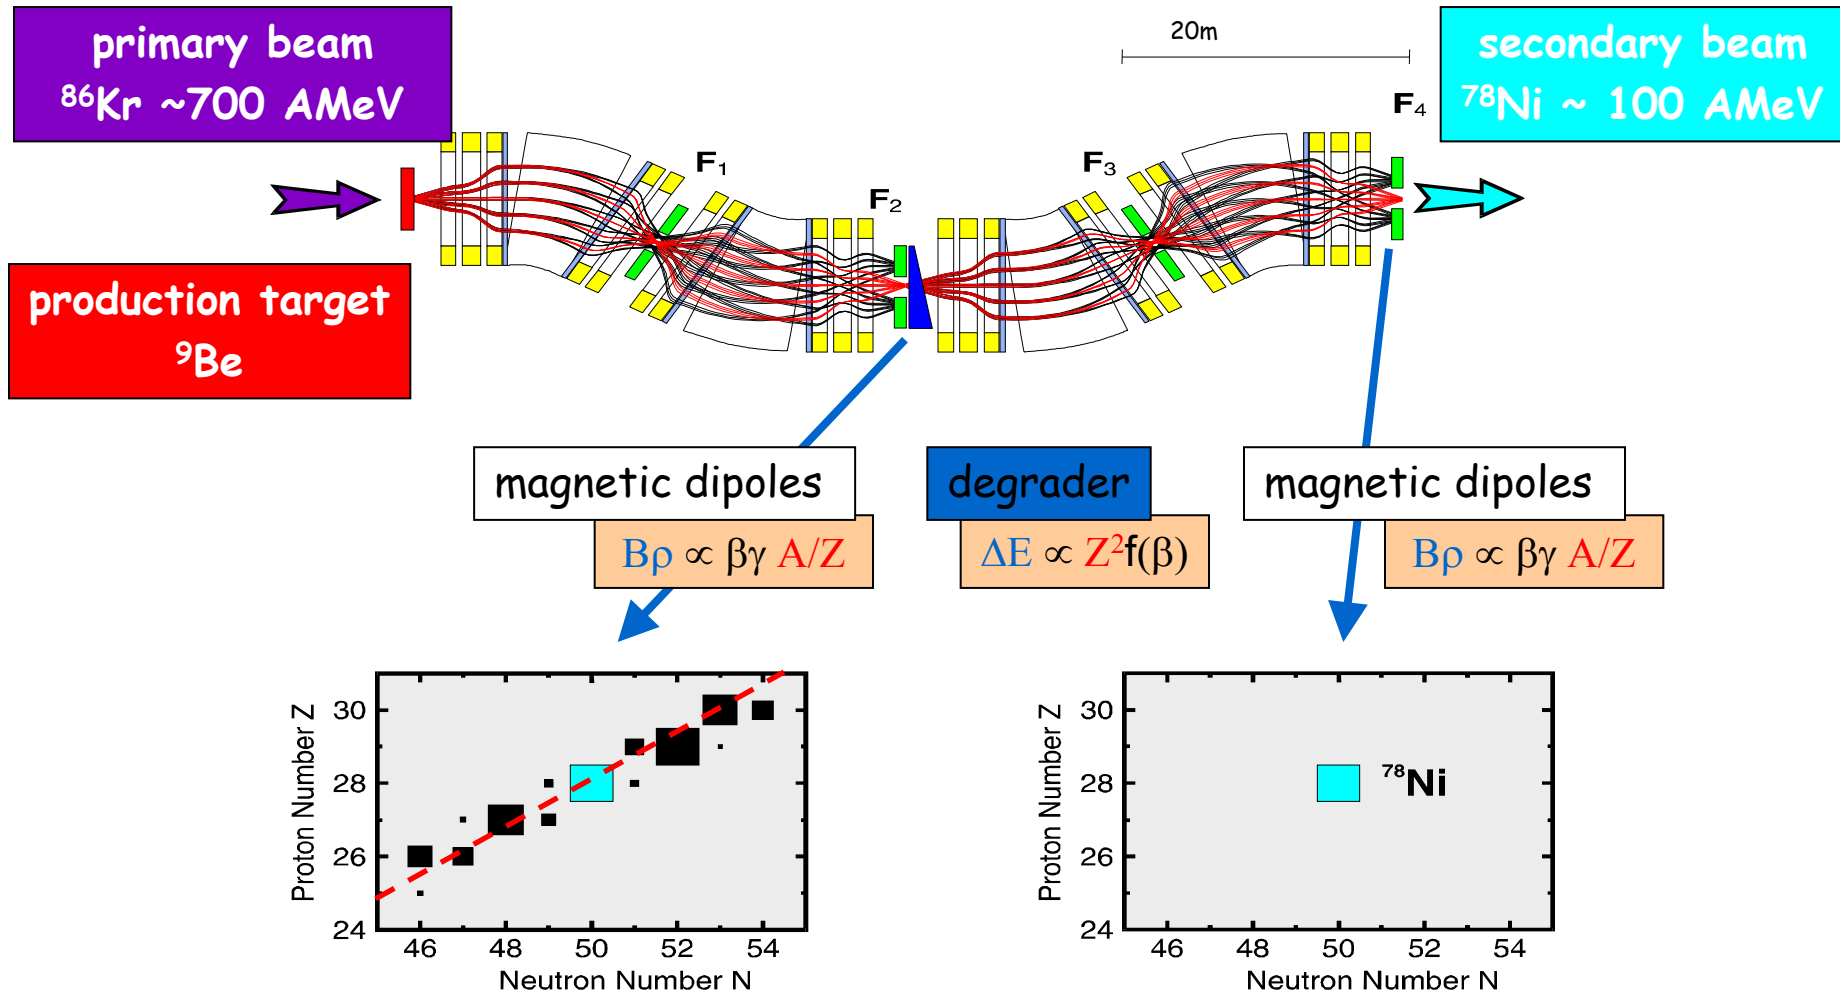 primary beam
⁸⁶Kr ~700 AMeV
20m
secondary beam
⁷⁸Ni ~ 100 AMeV
F₁
F₂
F₃
F₄
production target
⁹Be
magnetic dipoles
Bρ ∝ βγ A/Z
degrader
ΔE ∝ Z²f(β)
magnetic dipoles
Bρ ∝ βγ A/Z
Proton Number Z
30
28
26
24
46 48 50 52 54
Neutron Number N
Proton Number Z
30
28
26
24
⁷⁸Ni
46 48 50 52 54
Neutron Number N